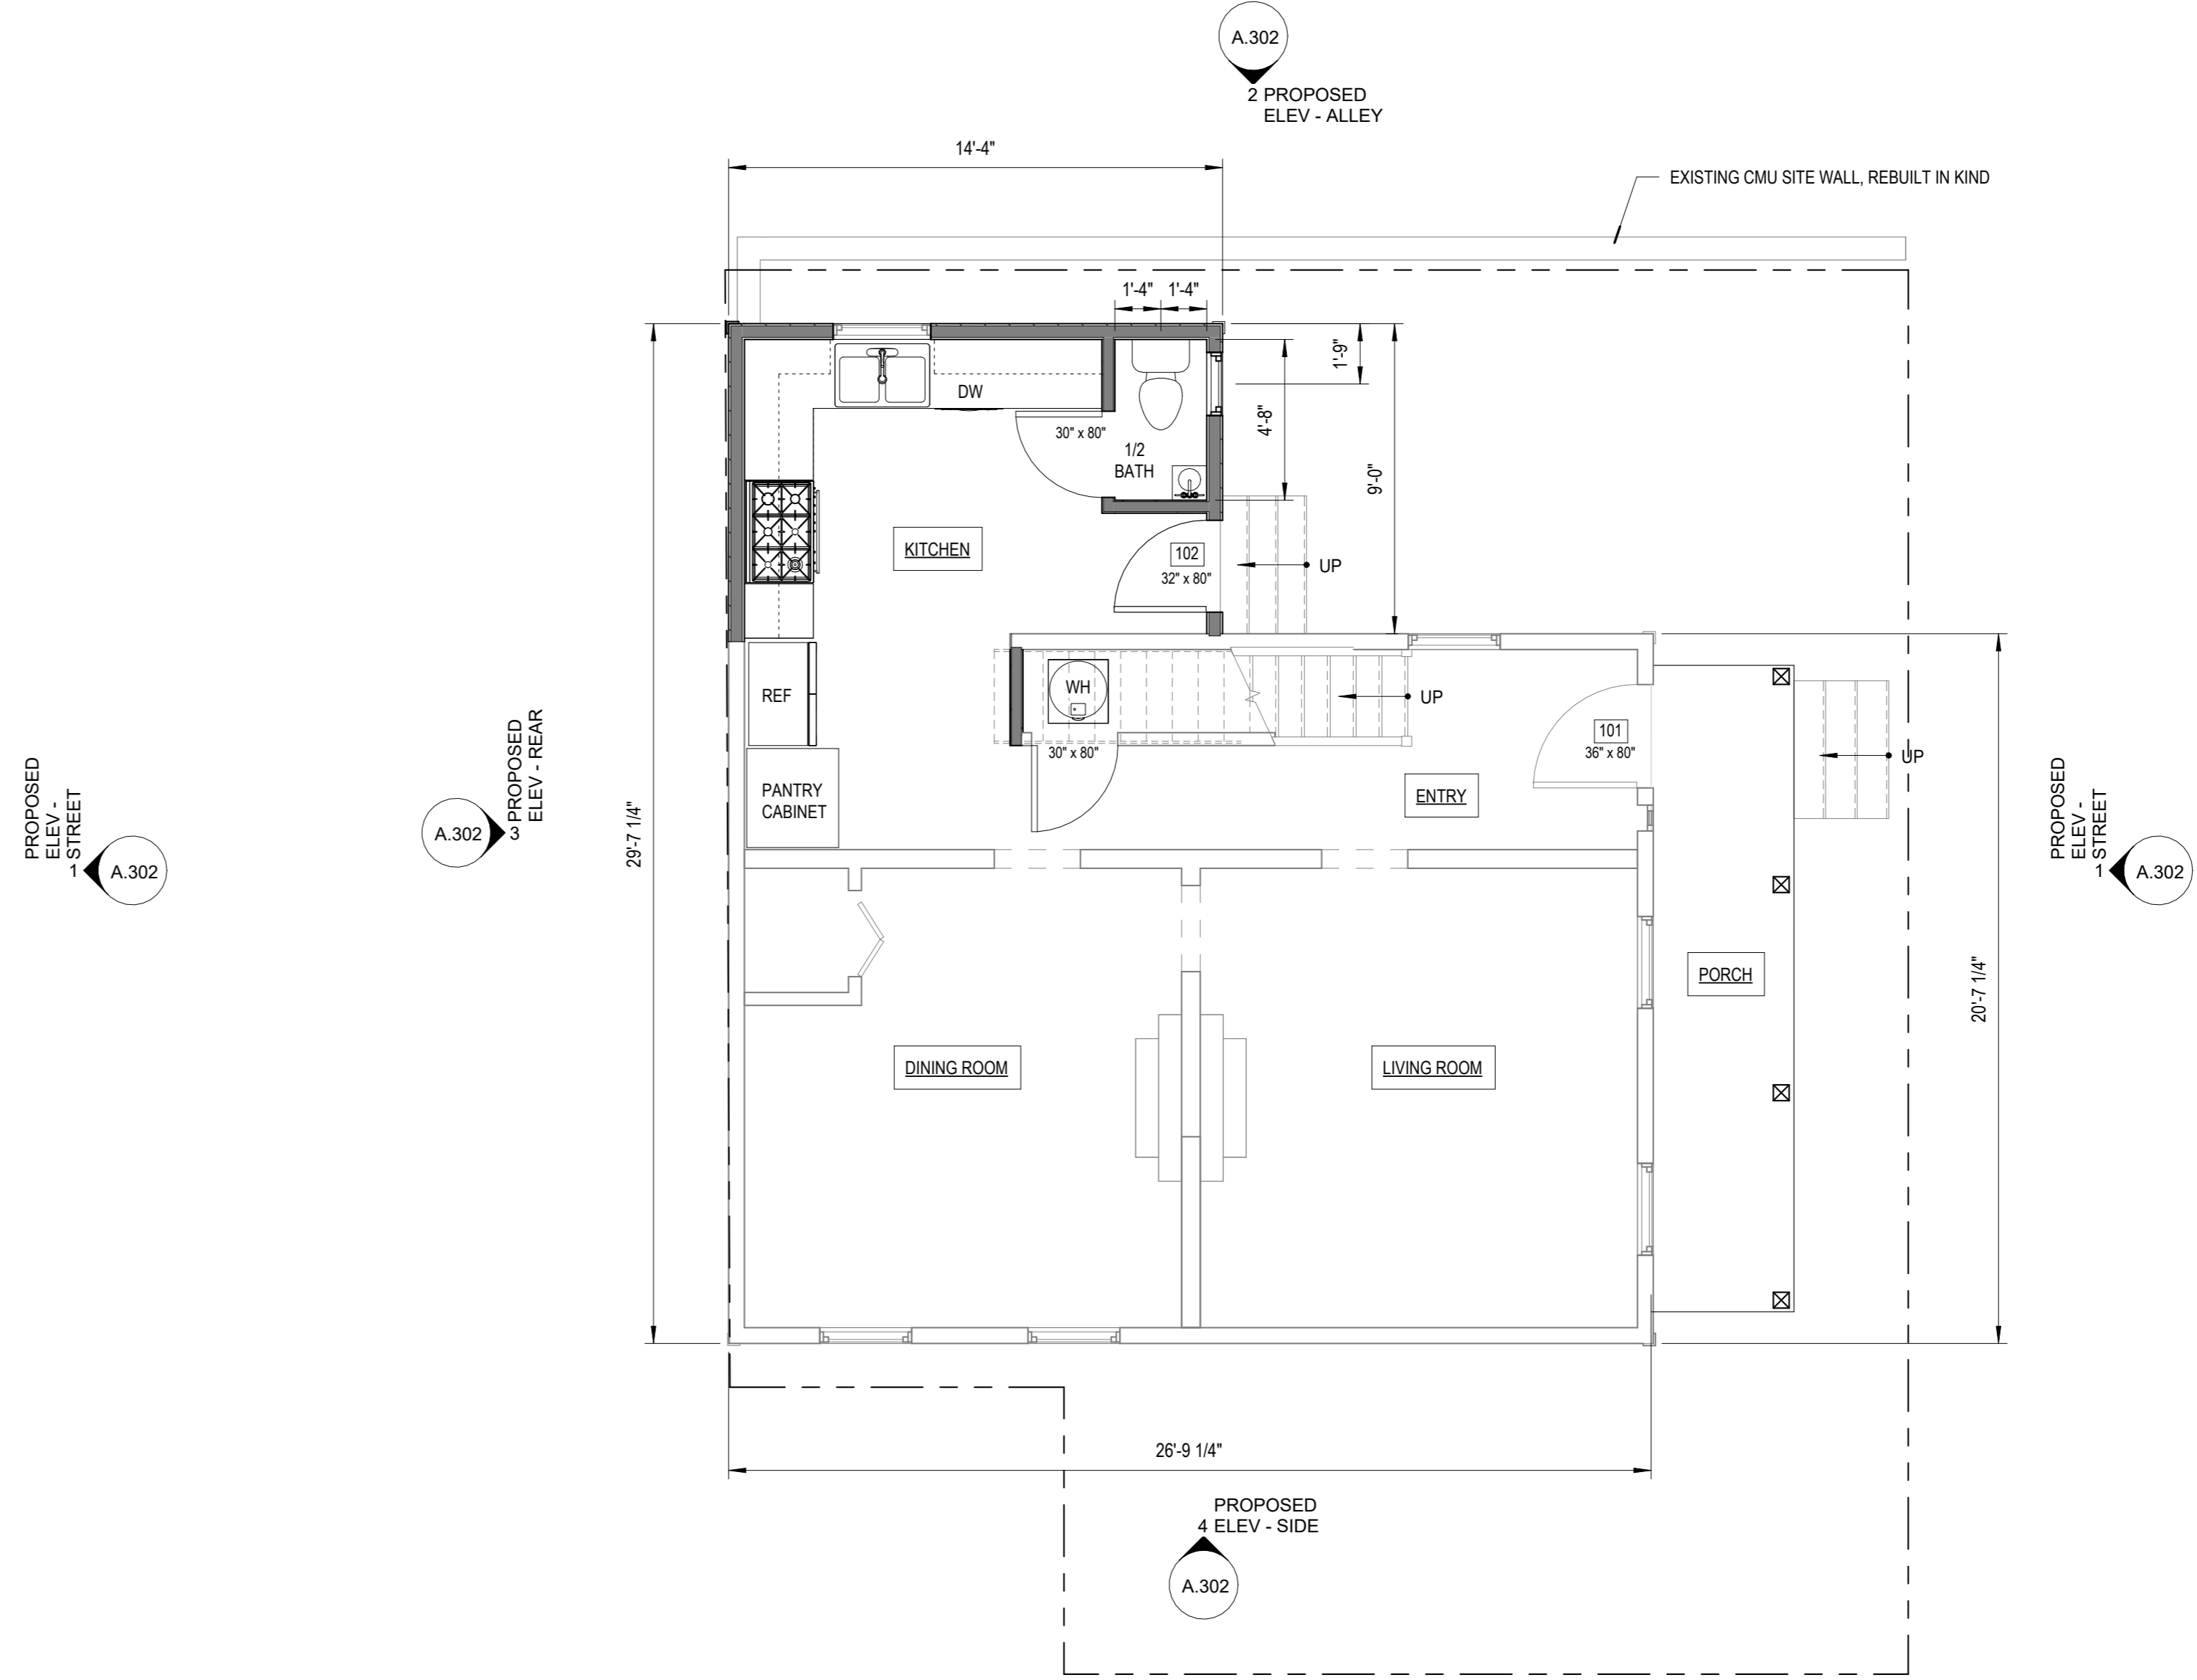 A.302
2 PROPOSED
ELEV - ALLEY
14'-4"
EXISTING CMU SITE WALL, REBUILT IN KIND
1'-4" 1'-4"
1'-9"
4'-8"
9'-0"
DW
30" x 80"
1/2
BATH
KITCHEN
102
32" x 80"
UP
REF
WH
UP
30" x 80"
101
36" x 80"
UP
PANTRY
CABINET
ENTRY
PROPOSED
ELEV -
STREET
1
A.302
PROPOSED
ELEV - REAR
3
A.302
29'-7 1/4"
PROPOSED
ELEV -
STREET
1
A.302
PORCH
20'-7 1/4"
DINING ROOM
LIVING ROOM
26'-9 1/4"
PROPOSED
4 ELEV - SIDE
A.302